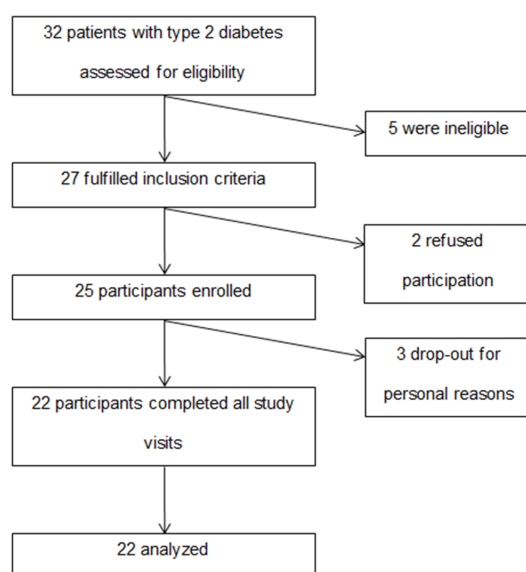 32 patients with type 2 diabetes
assessed for eligibility
5 were ineligible
27 fulfilled inclusion criteria
2 refused
participation
25 participants enrolled
3 drop-out for
personal reasons
22 participants completed all study
visits
22 analyzed